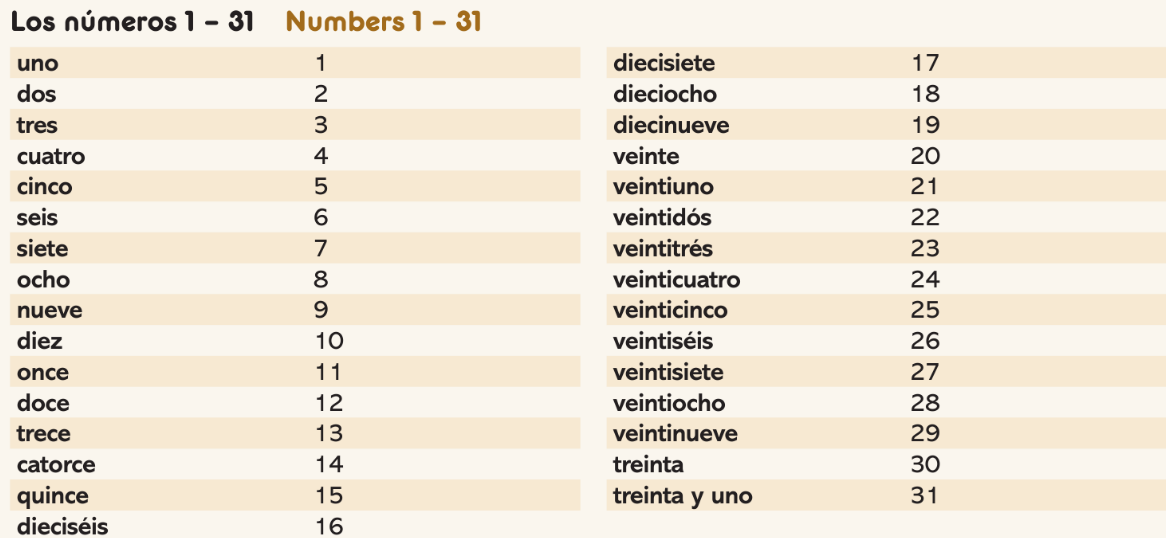 Los números 1 – 31 Numbers 1 – 31
uno 1
dos 2
tres 3
cuatro 4
cinco 5
seis 6
siete 7
ocho 8
nueve 9
diez 10
once 11
doce 12
trece 13
catorce 14
quince 15
dieciséis 16
diecisiete 17
dieciocho 18
diecinueve 19
veinte 20
veintiuno 21
veintidós 22
veintitrés 23
veinticuatro 24
veinticinco 25
veintiséis 26
veintisiete 27
veintiocho 28
veintinueve 29
treinta 30
treinta y uno 31